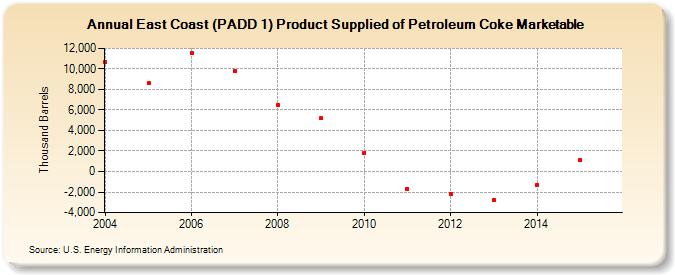 Annual East Coast (PADD 1) Product Supplied of Petroleum Coke Marketable
Thousand Barrels
12,000
10,000
8,000
6,000
4,000
2,000
0
-2,000
-4,000
2004 2006 2008 2010 2012 2014
Source: U.S. Energy Information Administration